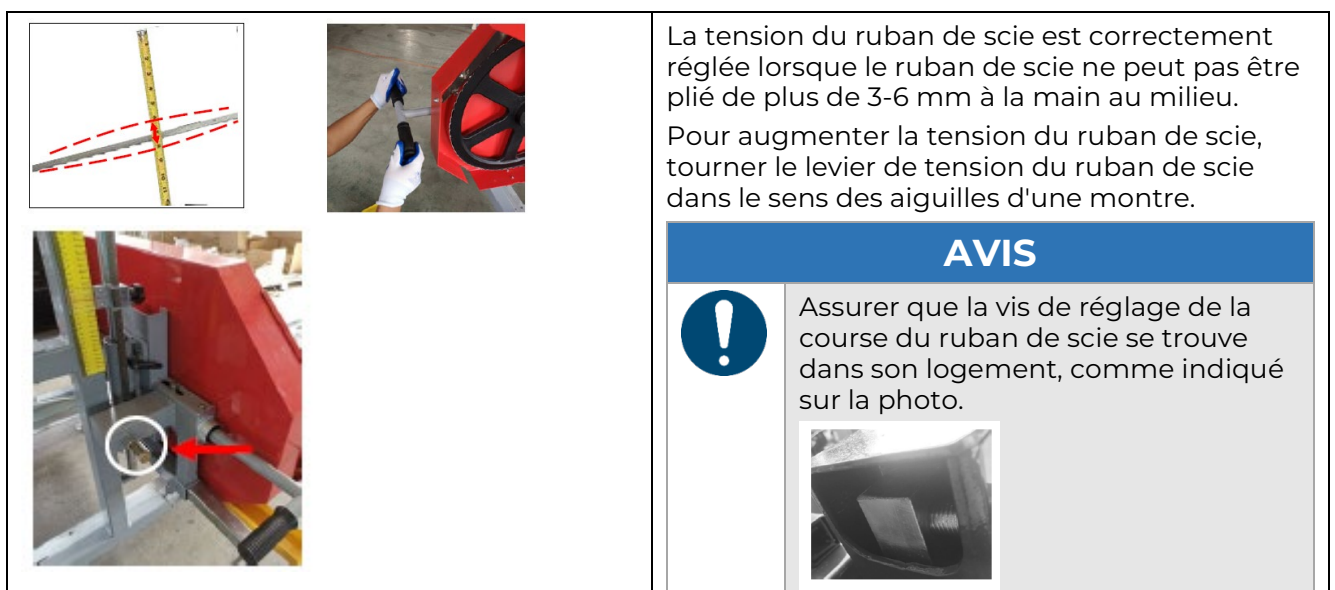 La tension du ruban de scie est correctement
réglée lorsque le ruban de scie ne peut pas être
plié de plus de 3-6 mm à la main au milieu.
Pour augmenter la tension du ruban de scie,
tourner le levier de tension du ruban de scie
dans le sens des aiguilles d'une montre.
AVIS
Assurer que la vis de réglage de la
course du ruban de scie se trouve
dans son logement, comme indiqué
sur la photo.